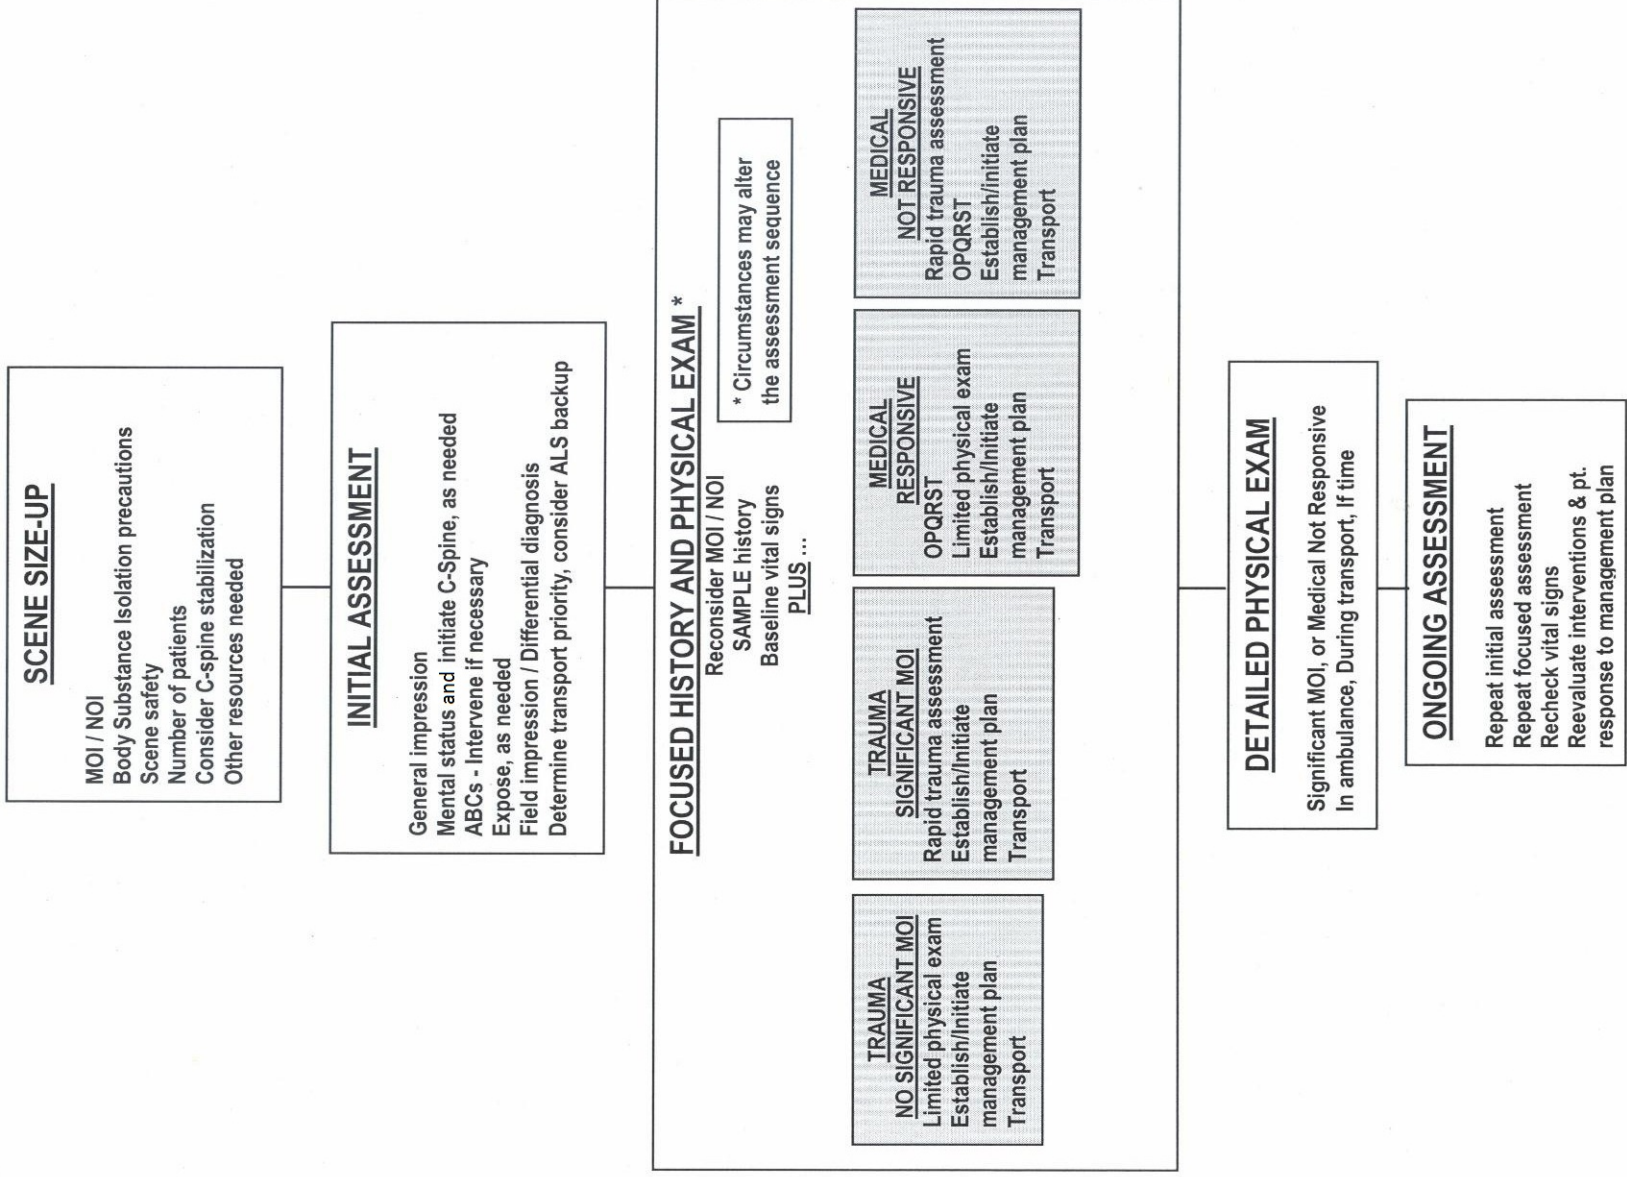 SCENE SIZE-UP
MOI / NOI
Body Substance Isolation precautions
Scene safety
Number of patients
Consider C-spine stabilization
Other resources needed
INITIAL ASSESSMENT
General impression
Mental status and initiate C-Spine, as needed
ABCs - Intervene if necessary
Expose, as needed
Field impression / Differential diagnosis
Determine transport priority, consider ALS backup
FOCUSED HISTORY AND PHYSICAL EXAM *
Reconsider MOI / NOI
SAMPLE history
Baseline vital signs
PLUS ...
* Circumstances may alter
the assessment sequence
TRAUMA
NO SIGNIFICANT MOI
Limited physical exam
Establish/Initiate
management plan
Transport
TRAUMA
SIGNIFICANT MOI
Rapid trauma assessment
Establish/Initiate
management plan
Transport
MEDICAL
RESPONSIVE
OPQRST
Limited physical exam
Establish/Initiate
management plan
Transport
MEDICAL
NOT RESPONSIVE
Rapid trauma assessment
OPQRST
Establish/initiate
management plan
Transport
DETAILED PHYSICAL EXAM
Significant MOI, or Medical Not Responsive
In ambulance, During transport, If time
ONGOING ASSESSMENT
Repeat initial assessment
Repeat focused assessment
Recheck vital signs
Reevaluate interventions & pt.
response to management plan